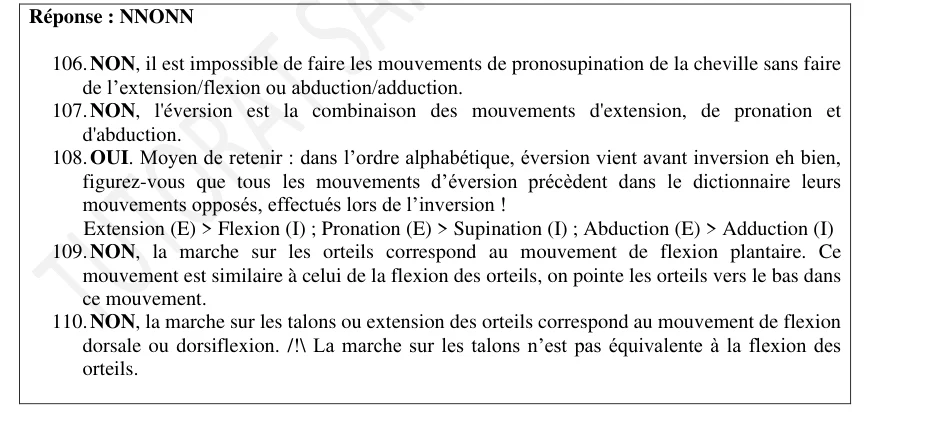 Réponse : NNONN
106. NON, il est impossible de faire les mouvements de pronosupination de la cheville sans faire
de l’extension/flexion ou abduction/adduction.
107. NON, l'éversion est la combinaison des mouvements d'extension, de pronation et
d'abduction.
108. OUI. Moyen de retenir : dans l’ordre alphabétique, éversion vient avant inversion eh bien,
figurez-vous que tous les mouvements d’éversion précèdent dans le dictionnaire leurs
mouvements opposés, effectués lors de l’inversion !
Extension (E) > Flexion (I) ; Pronation (E) > Supination (I) ; Abduction (E) > Adduction (I)
109. NON, la marche sur les orteils correspond au mouvement de flexion plantaire. Ce
mouvement est similaire à celui de la flexion des orteils, on pointe les orteils vers le bas dans
ce mouvement.
110. NON, la marche sur les talons ou extension des orteils correspond au mouvement de flexion
dorsale ou dorsiflexion. /!\ La marche sur les talons n’est pas équivalente à la flexion des
orteils.
TUTORAT SA